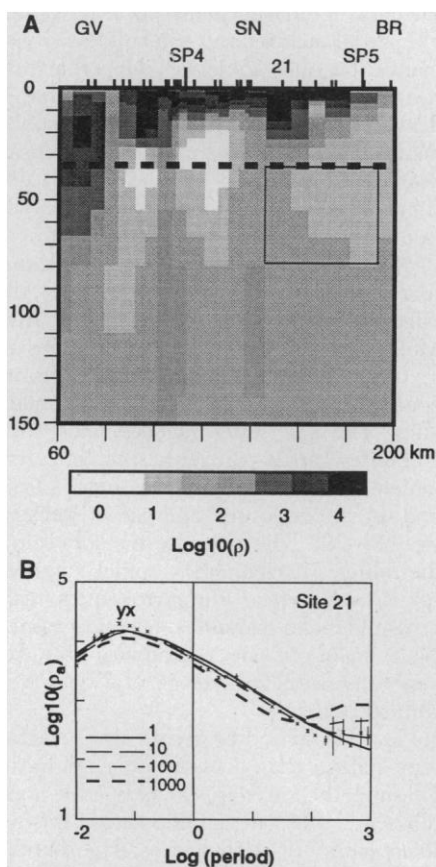 A
GV SN BR
SP4 21 SP5
0
50
100
150
60 200 km
0 1 2 3 4
Log10(ρ)
B
5
yx Site 21
Log10(ρa)
1
10
100
1000
1
-2 0 3
Log (period)